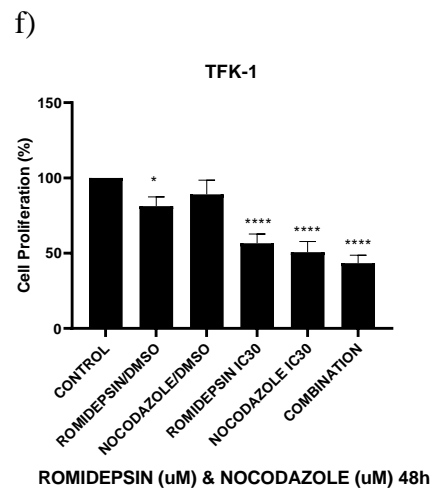 f)
TFK-1
Cell Proliferation (%)
150
100
50
0
*
****
****
****
CONTROL
ROMIDEPSIN/DMSO
NOCODAZOLE/DMSO
ROMIDEPSIN IC30
NOCODAZOLE IC30
COMBINATION
ROMIDEPSIN (uM) & NOCODAZOLE (uM) 48h